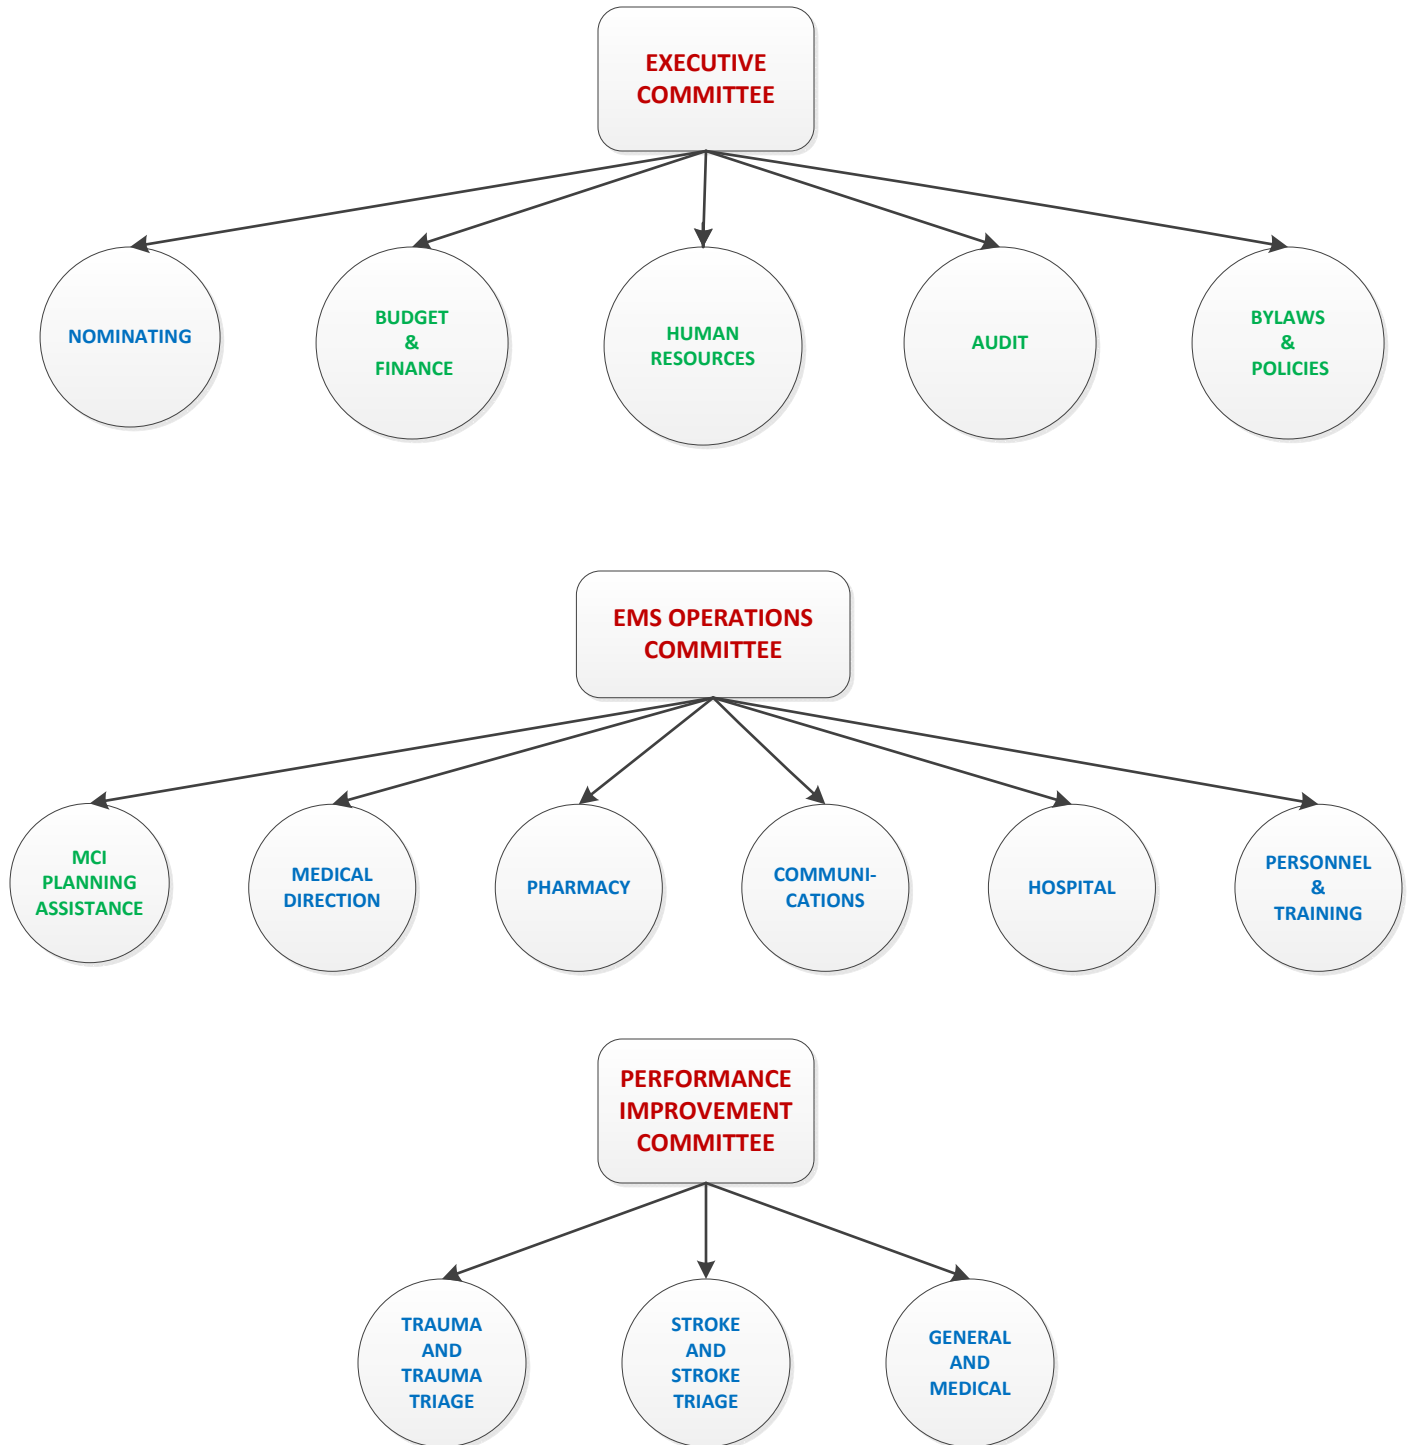 EXECUTIVE
COMMITTEE
NOMINATING
BUDGET
&
FINANCE
HUMAN
RESOURCES
AUDIT
BYLAWS
&
POLICIES
EMS OPERATIONS
COMMITTEE
MCI
PLANNING
ASSISTANCE
MEDICAL
DIRECTION
PHARMACY
COMMUNI-
CATIONS
HOSPITAL
PERSONNEL
&
TRAINING
PERFORMANCE
IMPROVEMENT
COMMITTEE
TRAUMA
AND
TRAUMA
TRIAGE
STROKE
AND
STROKE
TRIAGE
GENERAL
AND
MEDICAL